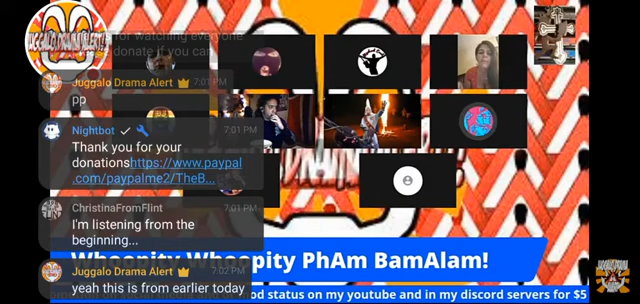 for watching everyone
donate if you can
JUGGALO DRAMA ALERT!
Juggalo Drama Alert 7:01 PM
pp
Nightbot 7:01 PM
Thank you for your
donationshttps://www.paypal
.com/paypalme2/TheB...
ChristinaFromFlint 7:01 PM
I'm listening from the
beginning...
Whoopity Whoopity PhAm BamAlam!
Juggalo Drama Alert 7:02 PM
yeah this is from earlier today
od status on my youtube and in my discord servers for $5